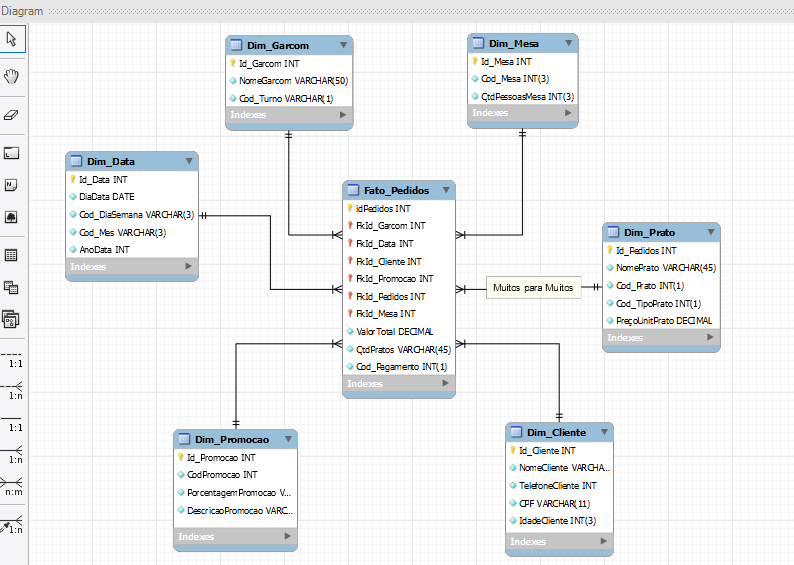 Diagram
Dim_Garcom
Id_Garcom INT
NomeGarcom VARCHAR(50)
Cod_Turno VARCHAR(1)
Indexes
Dim_Mesa
Id_Mesa INT
Cod_Mesa INT(3)
QtdPessoasMesa INT(3)
Indexes
Dim_Data
Id_Data INT
DiaData DATE
Cod_DiaSemana VARCHAR(3)
Cod_Mes VARCHAR(3)
AnoData INT
Indexes
Fato_Pedidos
idPedidos INT
FkId_Garcom INT
FkId_Data INT
FkId_Cliente INT
FkId_Promocao INT
FkId_Pedidos INT
FkId_Mesa INT
ValorTotal DECIMAL
QtdPratos VARCHAR(45)
Cod_Pagamento INT(1)
Indexes
Muitos para Muitos
Dim_Prato
Id_Pedidos INT
NomePrato VARCHAR(45)
Cod_Prato INT(1)
Cod_TipoPrato INT(1)
PreçoUnitPrato DECIMAL
Indexes
Dim_Promocao
Id_Promocao INT
CodPromocao INT
PorcentagemPromocao V...
DescricaoPromocao VARC...
Indexes
Dim_Cliente
Id_Cliente INT
NomeCliente VARCHA...
TelefoneCliente INT
CPF VARCHAR(11)
IdadeCliente INT(3)
Indexes
1:1
1:n
1:1
1:n
n:m
1:n